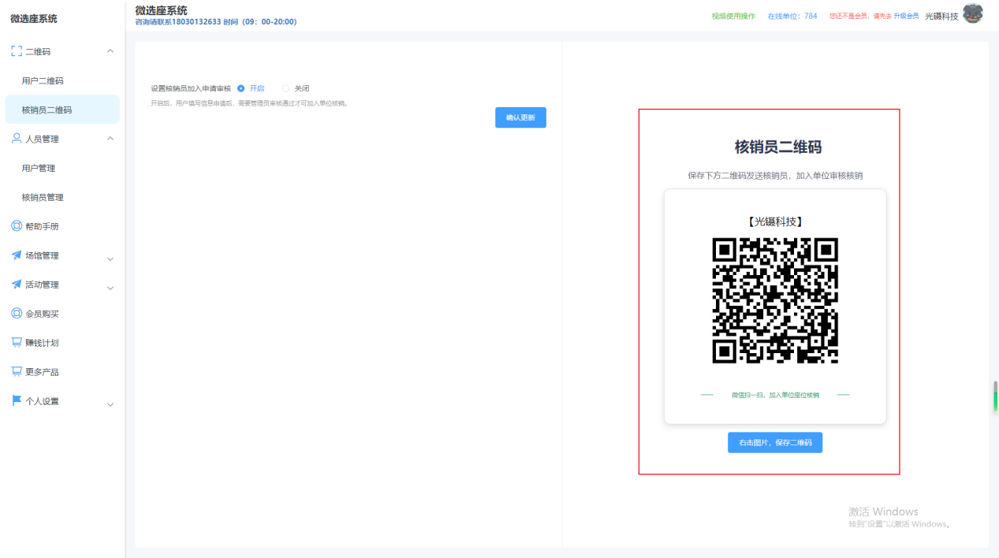 微选座系统
微选座系统
咨询请联系18030132633 时间（09：00-20:00）
视频使用操作
在线单位：784
您还不是会员，请先去 升级会员
光镊科技
二维码
用户二维码
核销员二维码
人员管理
用户管理
核销员管理
帮助手册
场馆管理
活动管理
会员购买
赚钱计划
更多产品
个人设置
设置核销员加入申请审核 开启 关闭
开启后，用户填写信息申请后，需要管理员审核通过才可加入单位核销。
确认更新
核销员二维码
保存下方二维码发送核销员，加入单位审核核销
【光镊科技】
微信扫一扫，加入单位座位核销
右击图片，保存二维码
激活 Windows
转到"设置"以激活 Windows。